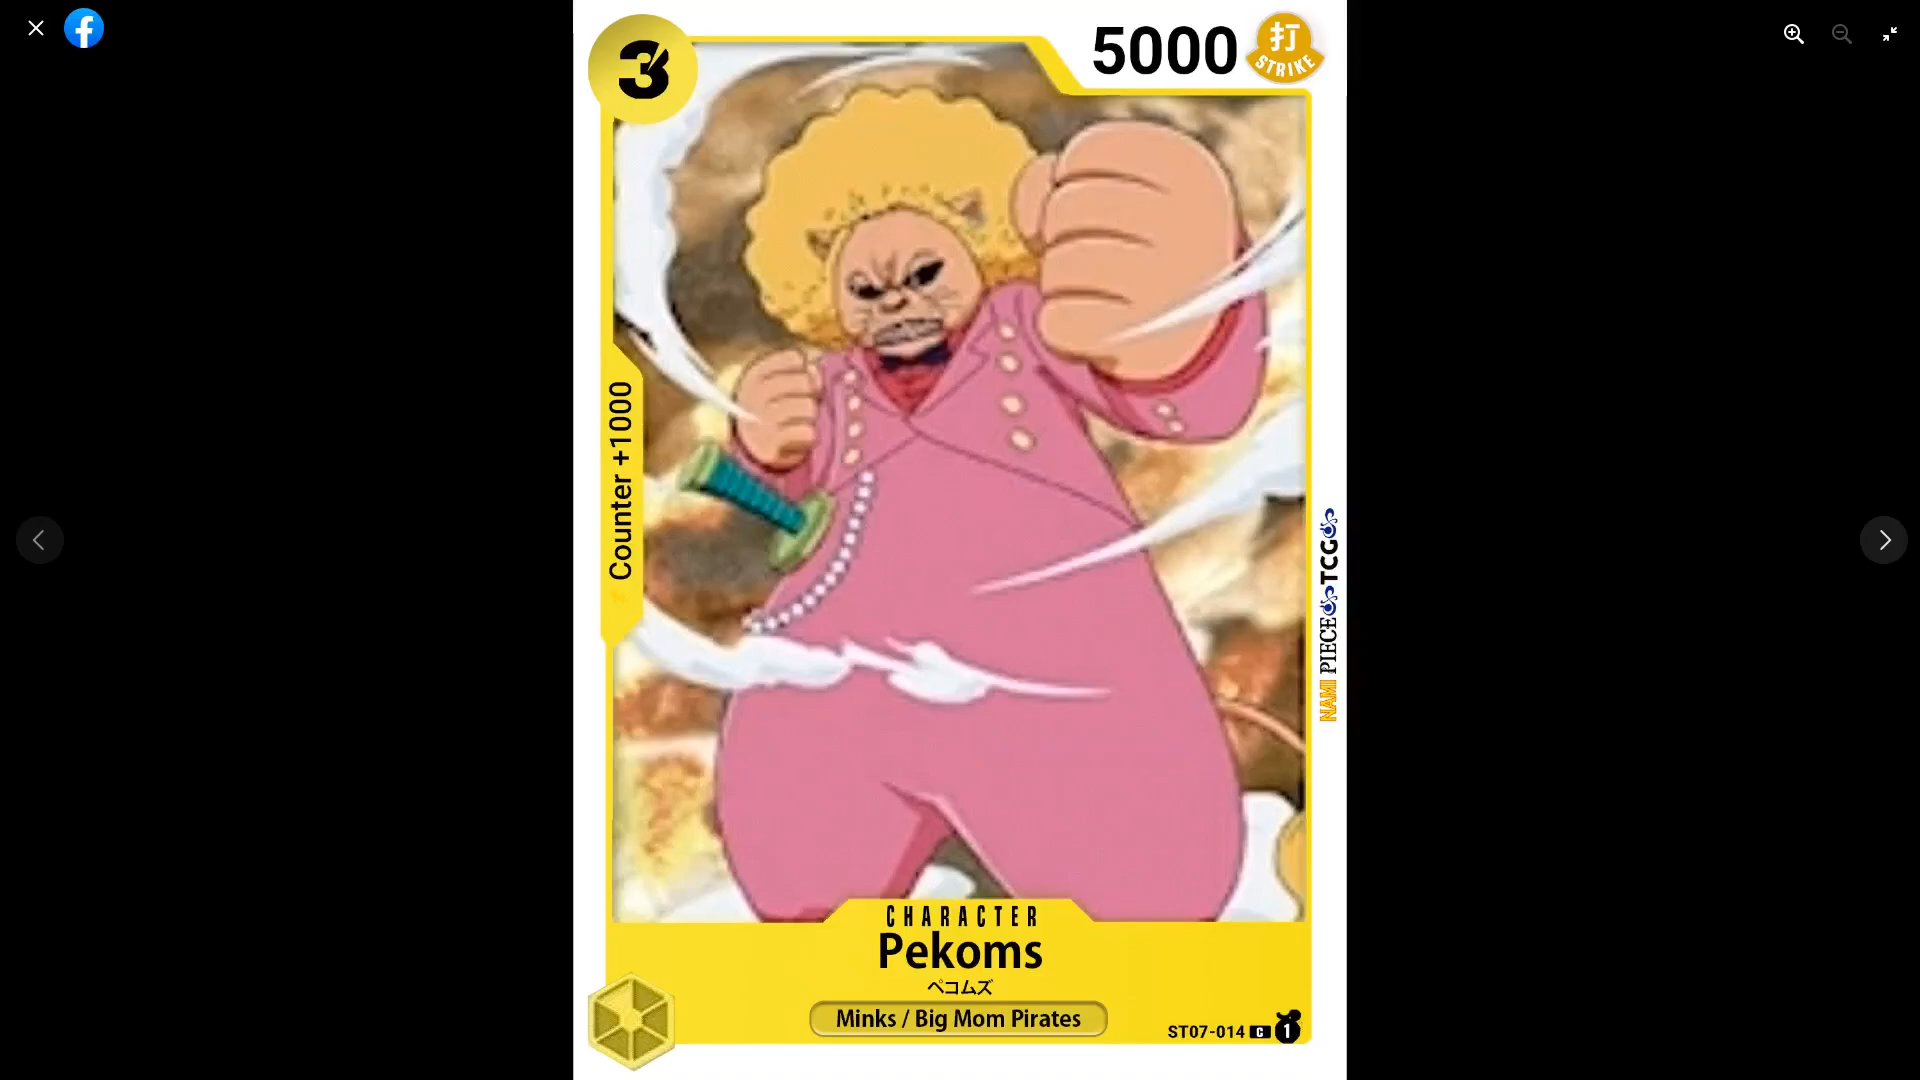 3
5000
打
STRIKE
Counter +1000
NAMI PIECE TCG
CHARACTER
Pekoms
ペコムズ
Minks / Big Mom Pirates
ST07-014 C 1